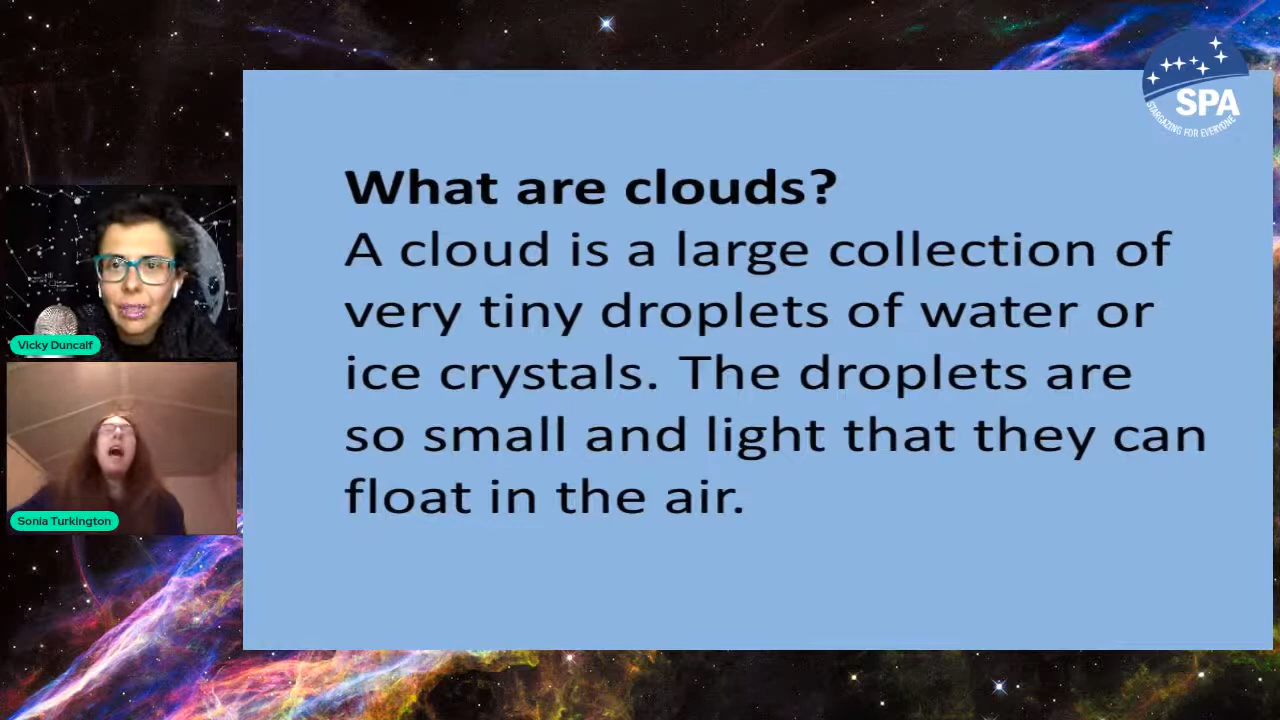 SPA
STARGAZING FOR EVERYONE
What are clouds?
A cloud is a large collection of
very tiny droplets of water or
ice crystals. The droplets are
so small and light that they can
float in the air.
Vicky Duncalf
Sonia Turkington